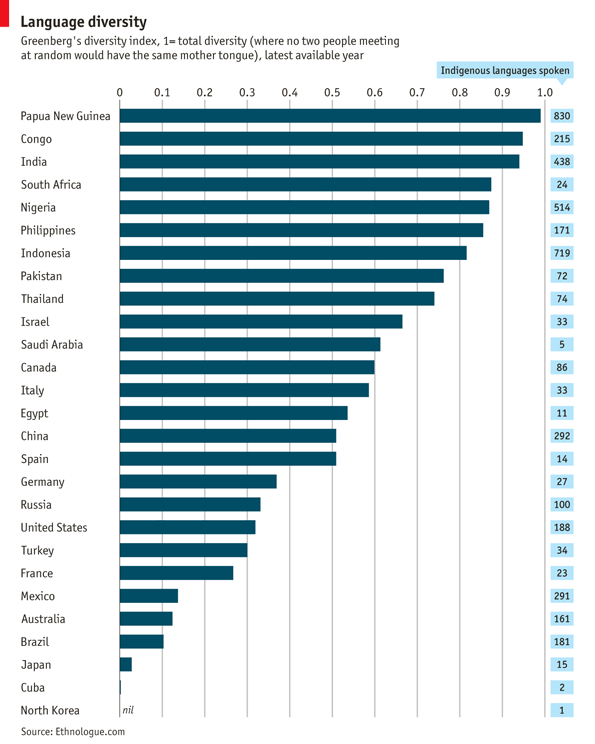 Language diversity
Greenberg's diversity index, 1= total diversity (where no two people meeting
at random would have the same mother tongue), latest available year
Indigenous languages spoken
0 0.1 0.2 0.3 0.4 0.5 0.6 0.7 0.8 0.9 1.0
Papua New Guinea 830
Congo 215
India 438
South Africa 24
Nigeria 514
Philippines 171
Indonesia 719
Pakistan 72
Thailand 74
Israel 33
Saudi Arabia 5
Canada 86
Italy 33
Egypt 11
China 292
Spain 14
Germany 27
Russia 100
United States 188
Turkey 34
France 23
Mexico 291
Australia 161
Brazil 181
Japan 15
Cuba 2
North Korea nil 1
Source: Ethnologue.com